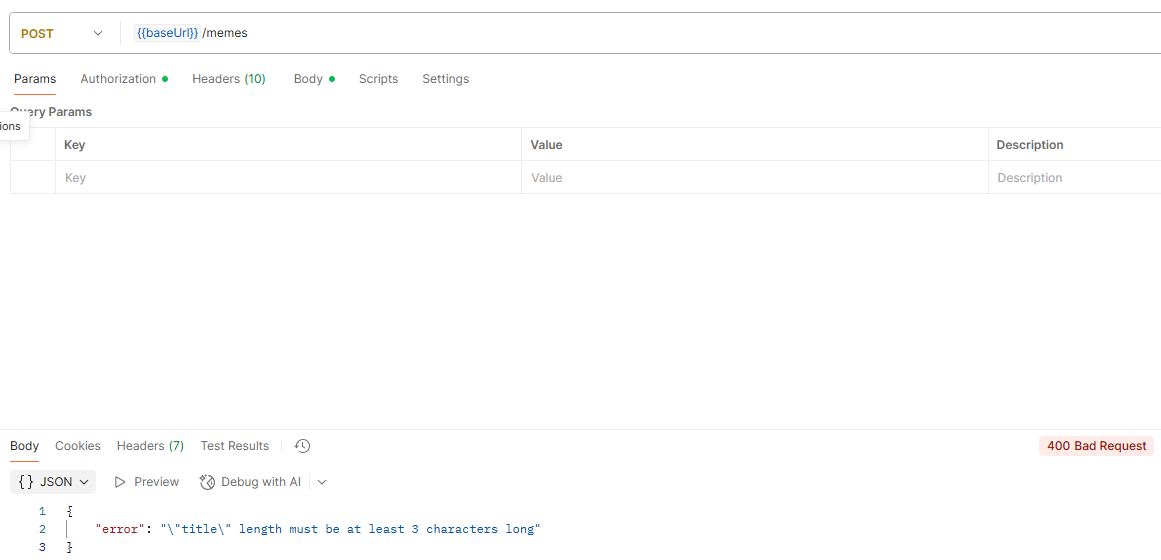 POST {{baseUrl}} /memes
Params Authorization Headers (10) Body Scripts Settings
Query Params
ions
Key Value Description
Key Value Description
Body Cookies Headers (7) Test Results 400 Bad Request
{} JSON Preview Debug with AI
1 {
2 "error": "\"title\" length must be at least 3 characters long"
3 }